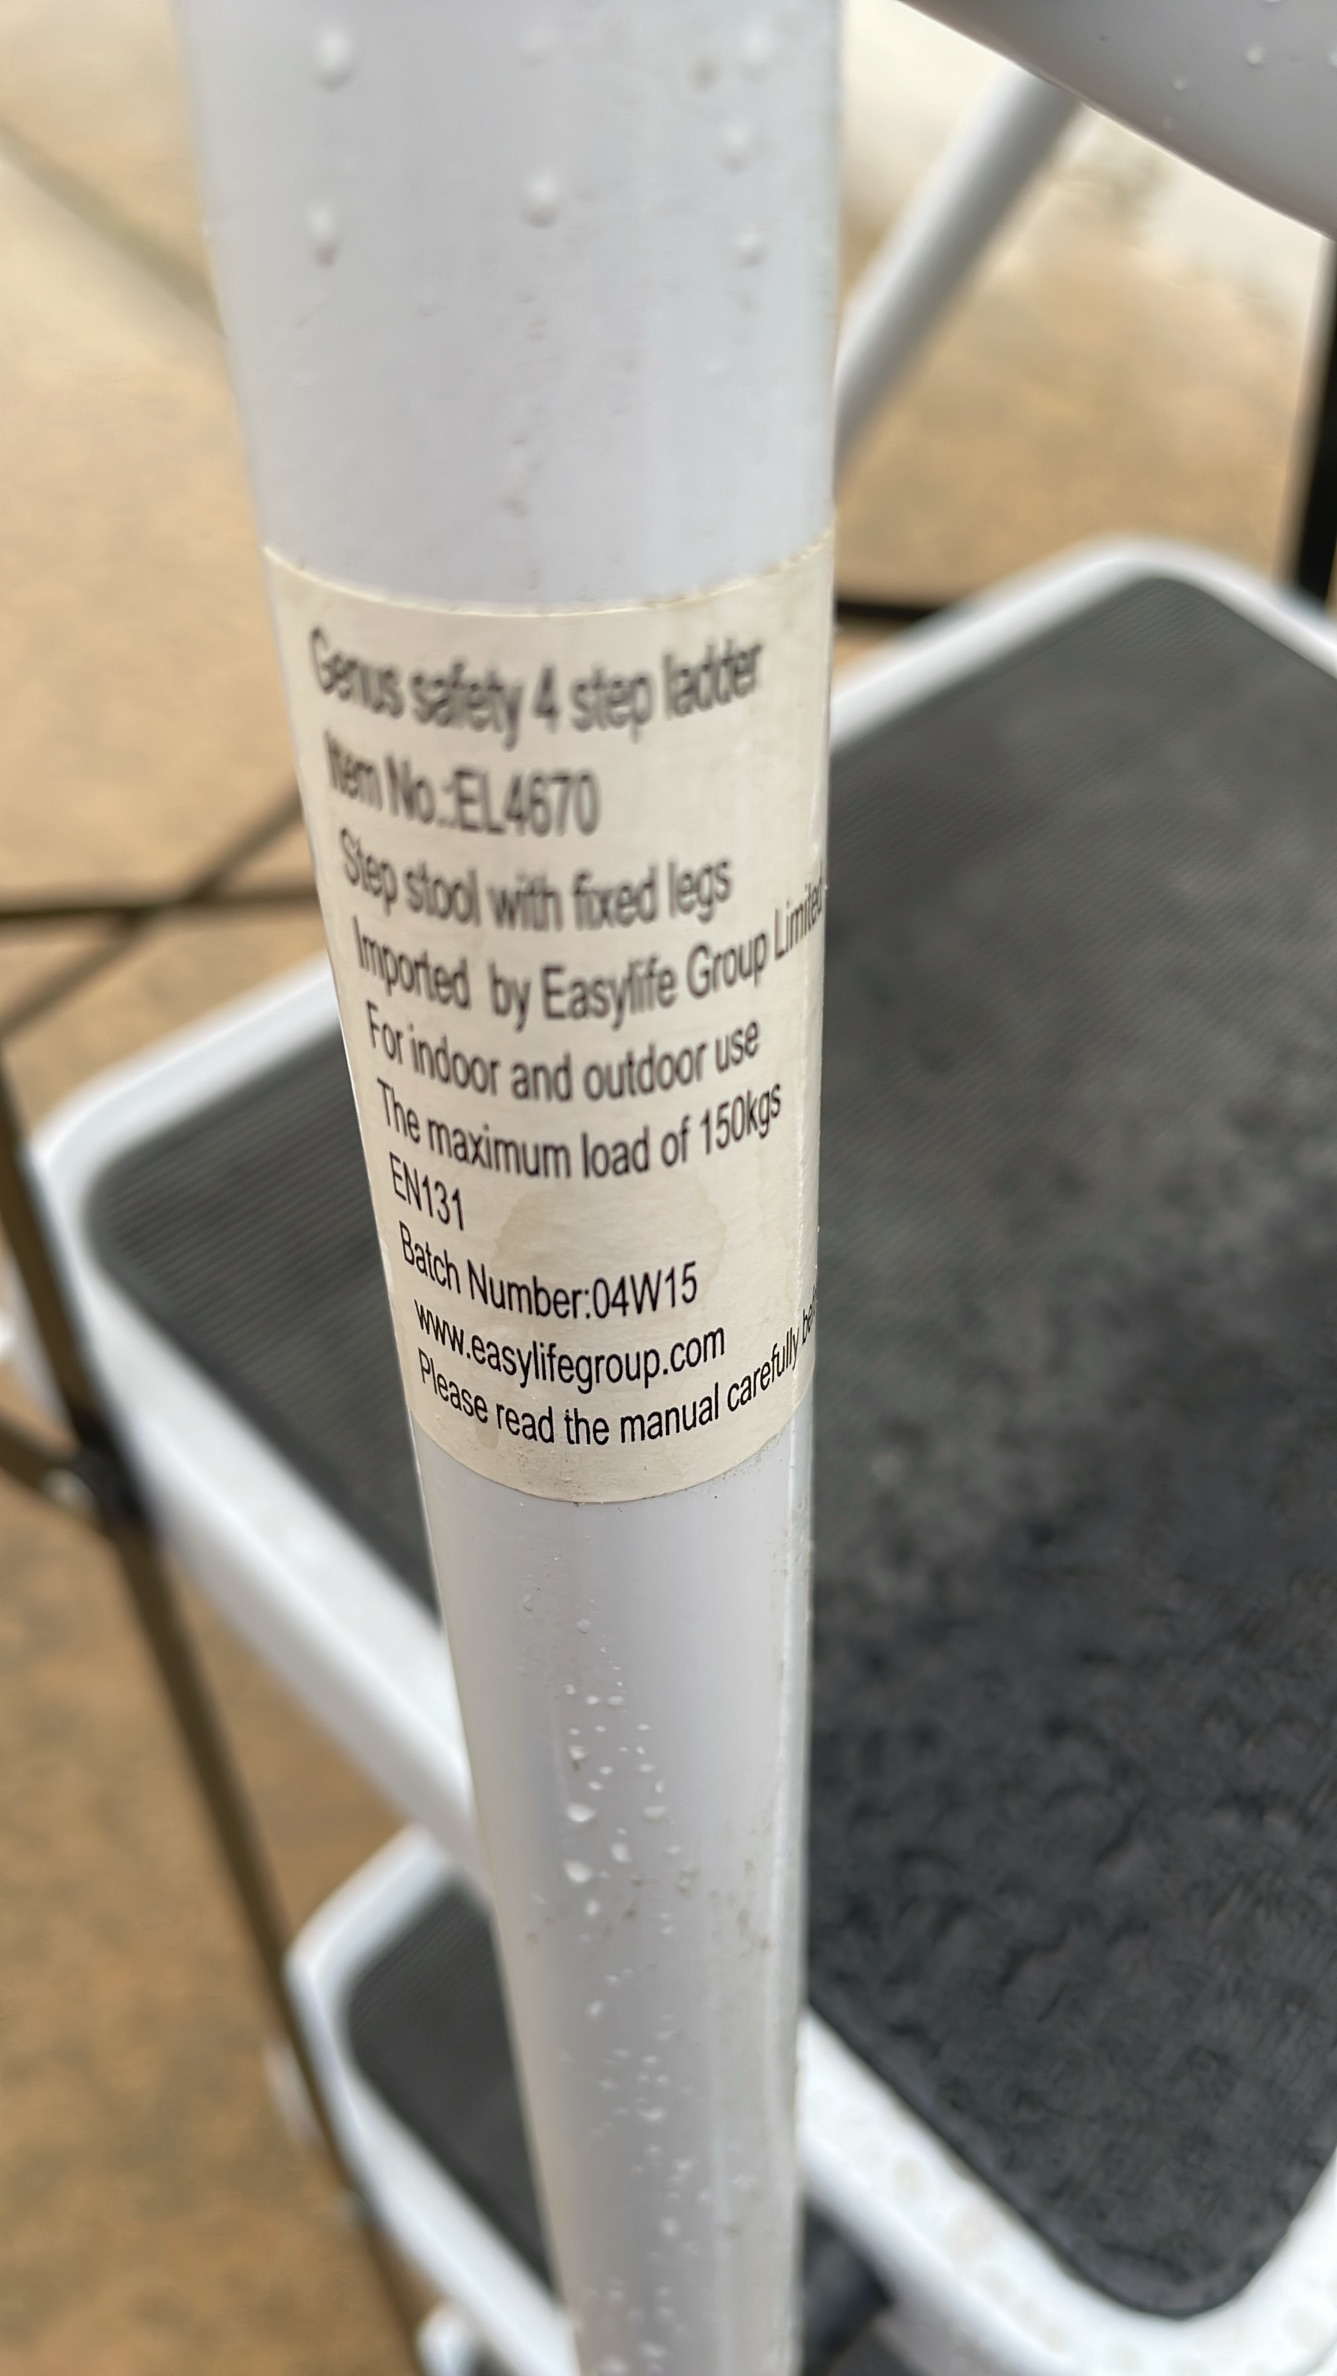 Genius safety 4 step ladder
Item No.:EL4670
Step stool with fixed legs
Imported by Easylife Group Limited
For indoor and outdoor use
The maximum load of 150kgs
EN131
Batch Number:04W15
www.easylifegroup.com
Please read the manual carefully